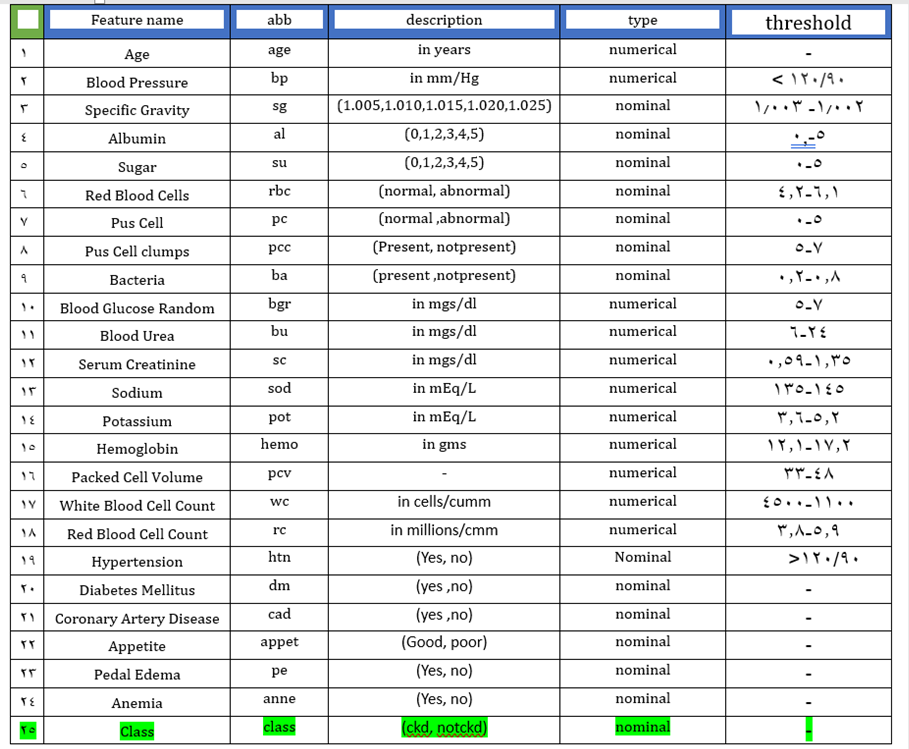 Feature name abb description type threshold
١ Age age in years numerical -
٢ Blood Pressure bp in mm/Hg numerical < ١٢٠/٩٠
٣ Specific Gravity sg (1.005,1.010,1.015,1.020,1.025) nominal ١/٠٠٣ -١/٠٠٢
٤ Albumin al (0,1,2,3,4,5) nominal ٠,-٥
٥ Sugar su (0,1,2,3,4,5) nominal ٠-٥
٦ Red Blood Cells rbc (normal, abnormal) nominal ٤,٢-٦,١
٧ Pus Cell pc (normal ,abnormal) nominal ٠-٥
٨ Pus Cell clumps pcc (Present, notpresent) nominal ٥-٧
٩ Bacteria ba (present ,notpresent) nominal ٠,٢-٠,٨
١٠ Blood Glucose Random bgr in mgs/dl numerical ٥-٧
١١ Blood Urea bu in mgs/dl numerical ٦-٢٤
١٢ Serum Creatinine sc in mgs/dl numerical ٠,٥٩-١,٣٥
١٣ Sodium sod in mEq/L numerical ١٣٥-١٤٥
١٤ Potassium pot in mEq/L numerical ٣,٦-٥,٢
١٥ Hemoglobin hemo in gms numerical ١٢,١-١٧,٢
١٦ Packed Cell Volume pcv - numerical ٣٣-٤٨
١٧ White Blood Cell Count wc in cells/cumm numerical ٤٥٠٠-١١٠٠
١٨ Red Blood Cell Count rc in millions/cmm numerical ٣,٨-٥,٩
١٩ Hypertension htn (Yes, no) Nominal >١٢٠/٩٠
٢٠ Diabetes Mellitus dm (yes ,no) nominal -
٢١ Coronary Artery Disease cad (yes ,no) nominal -
٢٢ Appetite appet (Good, poor) nominal -
٢٣ Pedal Edema pe (Yes, no) nominal -
٢٤ Anemia anne (Yes, no) nominal -
٢٥ Class class (ckd, notckd) nominal -